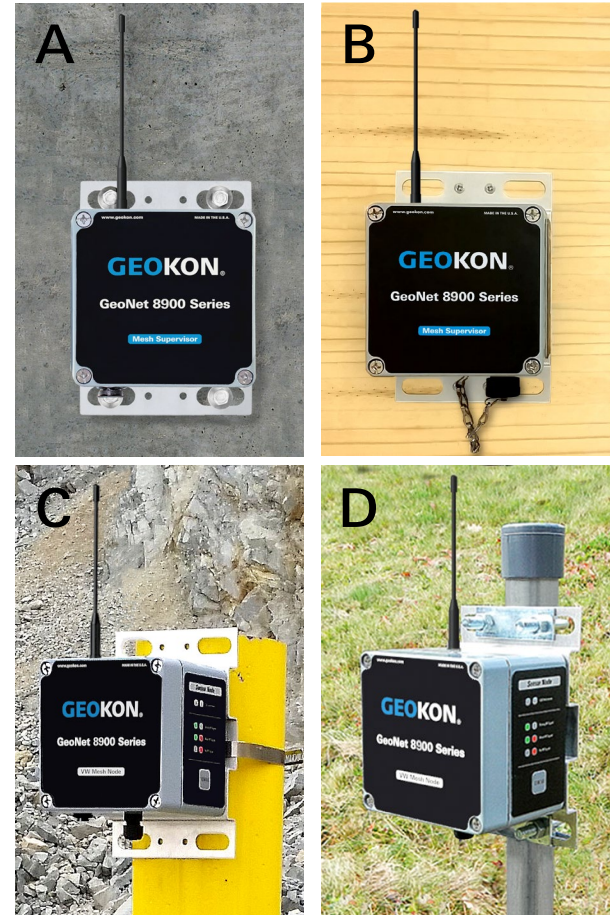 A
www.geokon.com
MADE IN THE U.S.A.
GEOKON®
GeoNet 8900 Series
Mesh Supervisor
B
www.geokon.com
MADE IN THE U.S.A.
GEOKON®
GeoNet 8900 Series
Mesh Supervisor
C
www.geokon.com
MADE IN THE U.S.A.
GEOKON®
GeoNet 8900 Series
VW Mesh Node
Sensor Node
D
www.geokon.com
MADE IN THE U.S.A.
GEOKON®
GeoNet 8900 Series
VW Mesh Node
Sensor Node